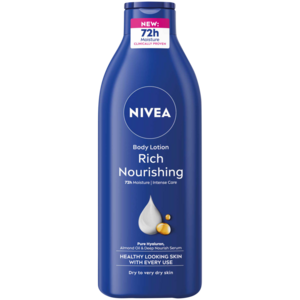 NEW:
72h
Moisture
CLINICALLY PROVEN
NIVEA
Body Lotion
Rich
Nourishing
72h Moisture | Intense Care
Pure Hyaluron,
Almond Oil & Deep Nourish Serum
HEALTHY LOOKING SKIN
WITH EVERY USE
Dry to very dry skin